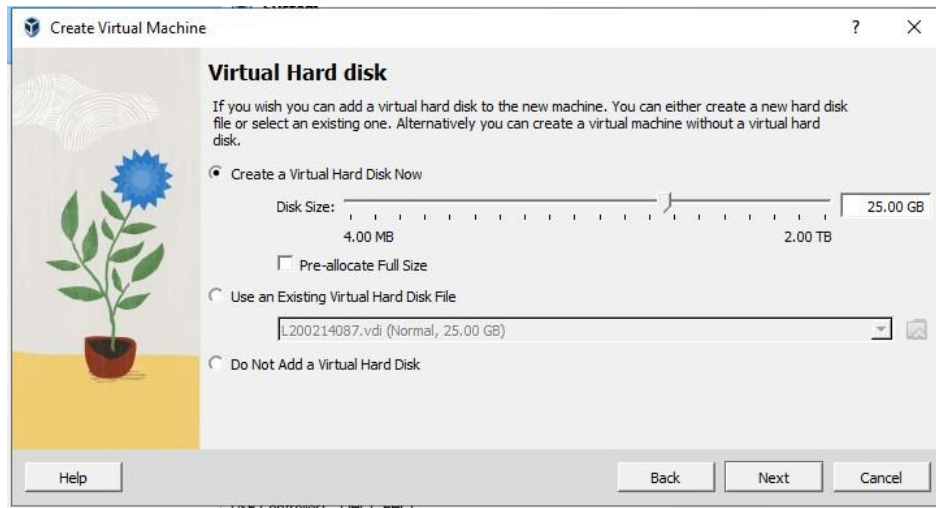 System
Create Virtual Machine
?
Virtual Hard disk
If you wish you can add a virtual hard disk to the new machine. You can either create a new hard disk
file or select an existing one. Alternatively you can create a virtual machine without a virtual hard
disk.
Create a Virtual Hard Disk Now
Disk Size:
25.00 GB
4.00 MB
2.00 TB
Pre-allocate Full Size
Use an Existing Virtual Hard Disk File
L200214087.vdi (Normal, 25.00 GB)
Do Not Add a Virtual Hard Disk
Help
Back
Next
Cancel